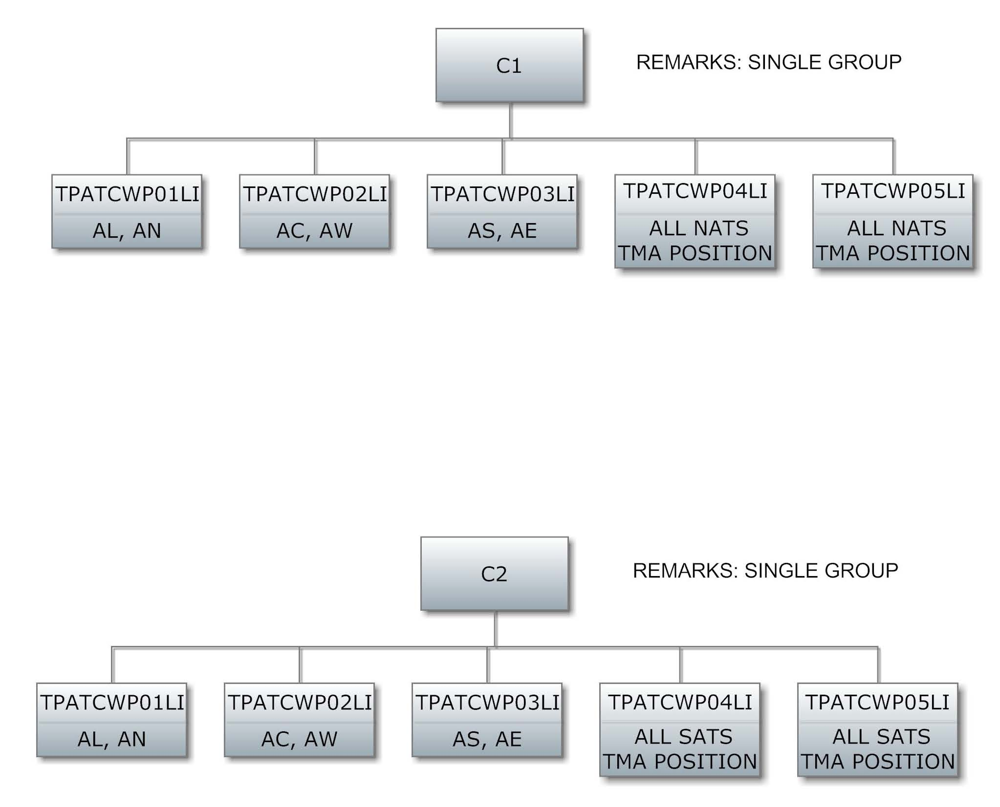 C1
REMARKS: SINGLE GROUP
TPATCWP01LI
AL, AN
TPATCWP02LI
AC, AW
TPATCWP03LI
AS, AE
TPATCWP04LI
ALL NATS
TMA POSITION
TPATCWP05LI
ALL NATS
TMA POSITION
C2
REMARKS: SINGLE GROUP
TPATCWP01LI
AL, AN
TPATCWP02LI
AC, AW
TPATCWP03LI
AS, AE
TPATCWP04LI
ALL SATS
TMA POSITION
TPATCWP05LI
ALL SATS
TMA POSITION